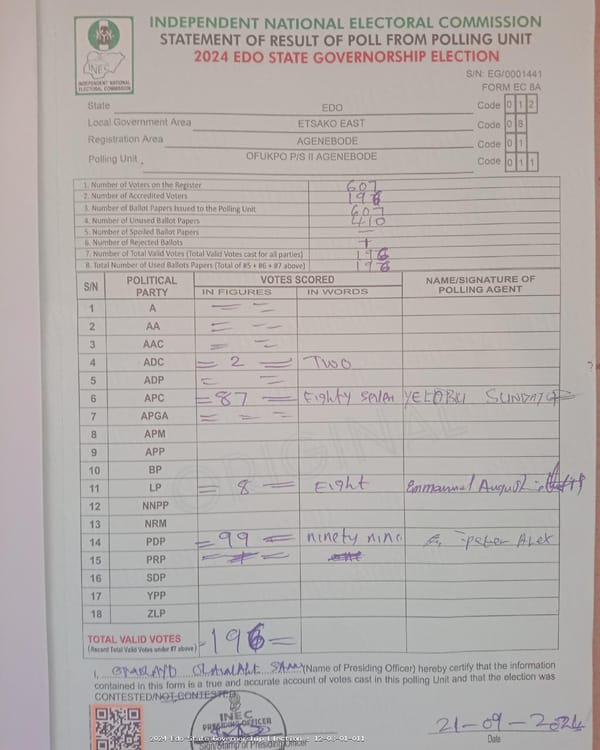 INDEPENDENT NATIONAL ELECTORAL COMMISSION
STATEMENT OF RESULT OF POLL FROM POLLING UNIT
2024 EDO STATE GOVERNORSHIP ELECTION
INEC
INDEPENDENT NATIONAL ELECTORAL COMMISSION
S/N: EG/0001441
FORM EC 8A
State EDO Code 0 1 2
Local Government Area ETSAKO EAST Code 0 8
Registration Area AGENEBODE Code 0 1
Polling Unit OFUKPO P/S II AGENEBODE Code 0 1 1
1. Number of Voters on the Register 607
2. Number of Accredited Voters 196
3. Number of Ballot Papers Issued to the Polling Unit 607
4. Number of Unused Ballot Papers 410
5. Number of Spoiled Ballot Papers —
6. Number of Rejected Ballots
7. Number of Total Valid Votes (Total Valid Votes cast for all parties) 196
8. Total Number of Used Ballots Papers (Total of #5 + #6 + #7 above) 196
S/N POLITICAL PARTY VOTES SCORED NAME/SIGNATURE OF POLLING AGENT
IN FIGURES IN WORDS
1 A
2 AA
3 AAC
4 ADC = 2 = Two
5 ADP
6 APC = 87 = Eighty seven SUNDAY
7 APGA
8 APM
9 APP
10 BP
11 LP = 8 = Eight Emmanuel
12 NNPP
13 NRM
14 PDP = 99 = ninety nine peter Alex
15 PRP
16 SDP
17 YPP
18 ZLP
ORIGINAL
TOTAL VALID VOTES
(Record Total Valid Votes under #7 above) 196 =
I, (Name of Presiding Officer) hereby certify that the information
contained in this form is a true and accurate account of votes cast in this polling Unit and that the election was
CONTESTED/NOT CONTESTED
INEC
PRESIDING OFFICER
21-09-2024
Sign/Stamp of Presiding Officer
Date
2024 Edo State Governorship Election - 12-08-01-011